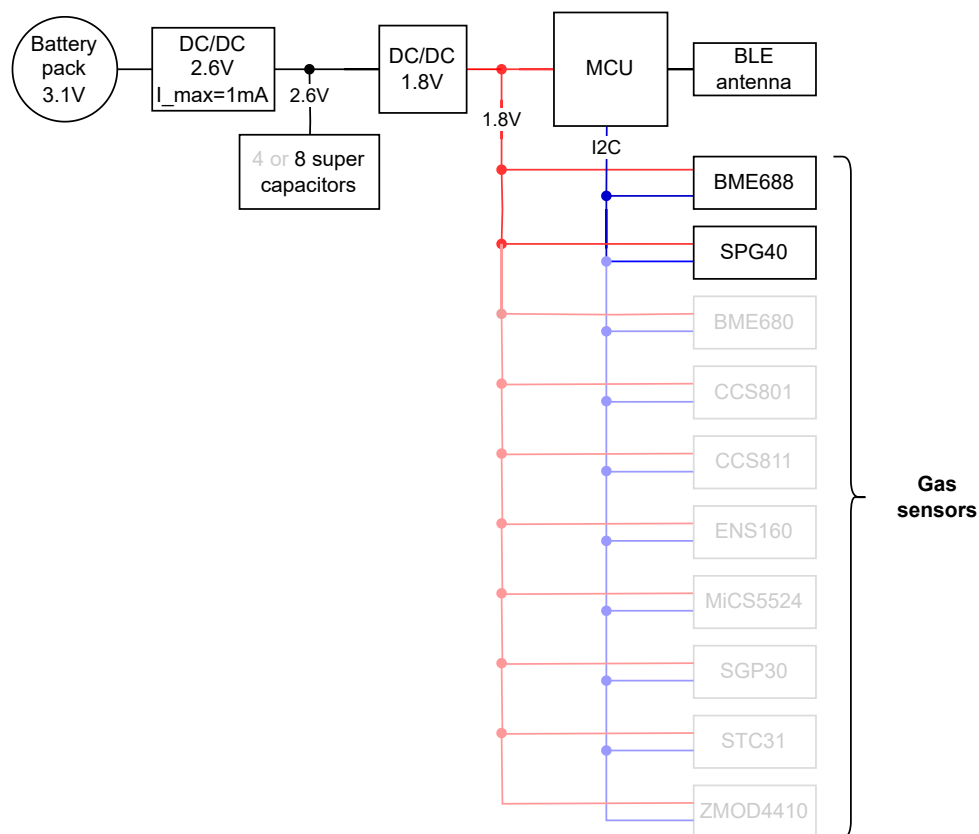 Battery
pack
3.1V
DC/DC
2.6V
I_max=1mA
2.6V
4 or 8 super
capacitors
DC/DC
1.8V
1.8V
MCU
I2C
BLE
antenna
BME688
SPG40
BME680
CCS801
CCS811
ENS160
MiCS5524
SGP30
STC31
ZMOD4410
Gas
sensors